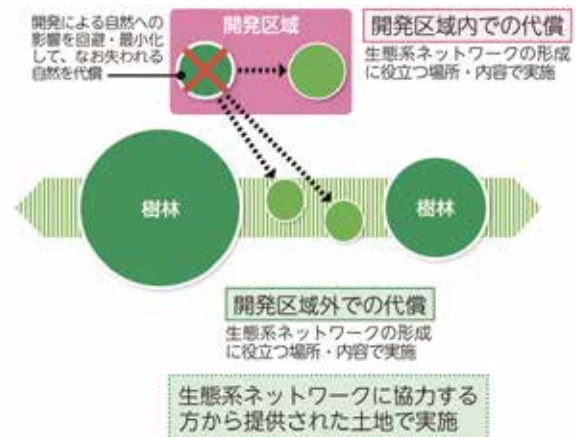 開発による自然への
影響を回避・最小化
して、なお失われる
自然を代償
開発区域
開発区域内での代償
生態系ネットワークの形成
に役立つ場所・内容で実施
樹林
樹林
開発区域外での代償
生態系ネットワークの形成
に役立つ場所・内容で実施
生態系ネットワークに協力する
方から提供された土地で実施